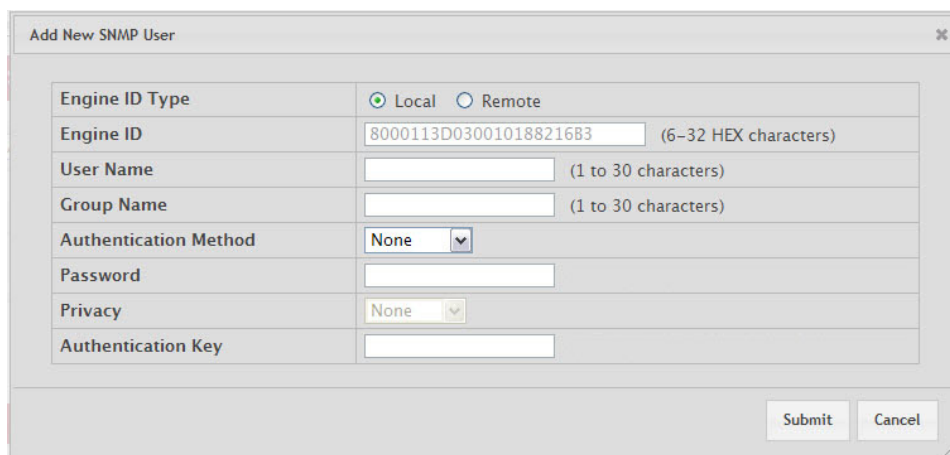 Add New SNMP User
Engine ID Type Local Remote
Engine ID 8000113D030010188216B3 (6-32 HEX characters)
User Name (1 to 30 characters)
Group Name (1 to 30 characters)
Authentication Method None
Password
Privacy None
Authentication Key
Submit Cancel